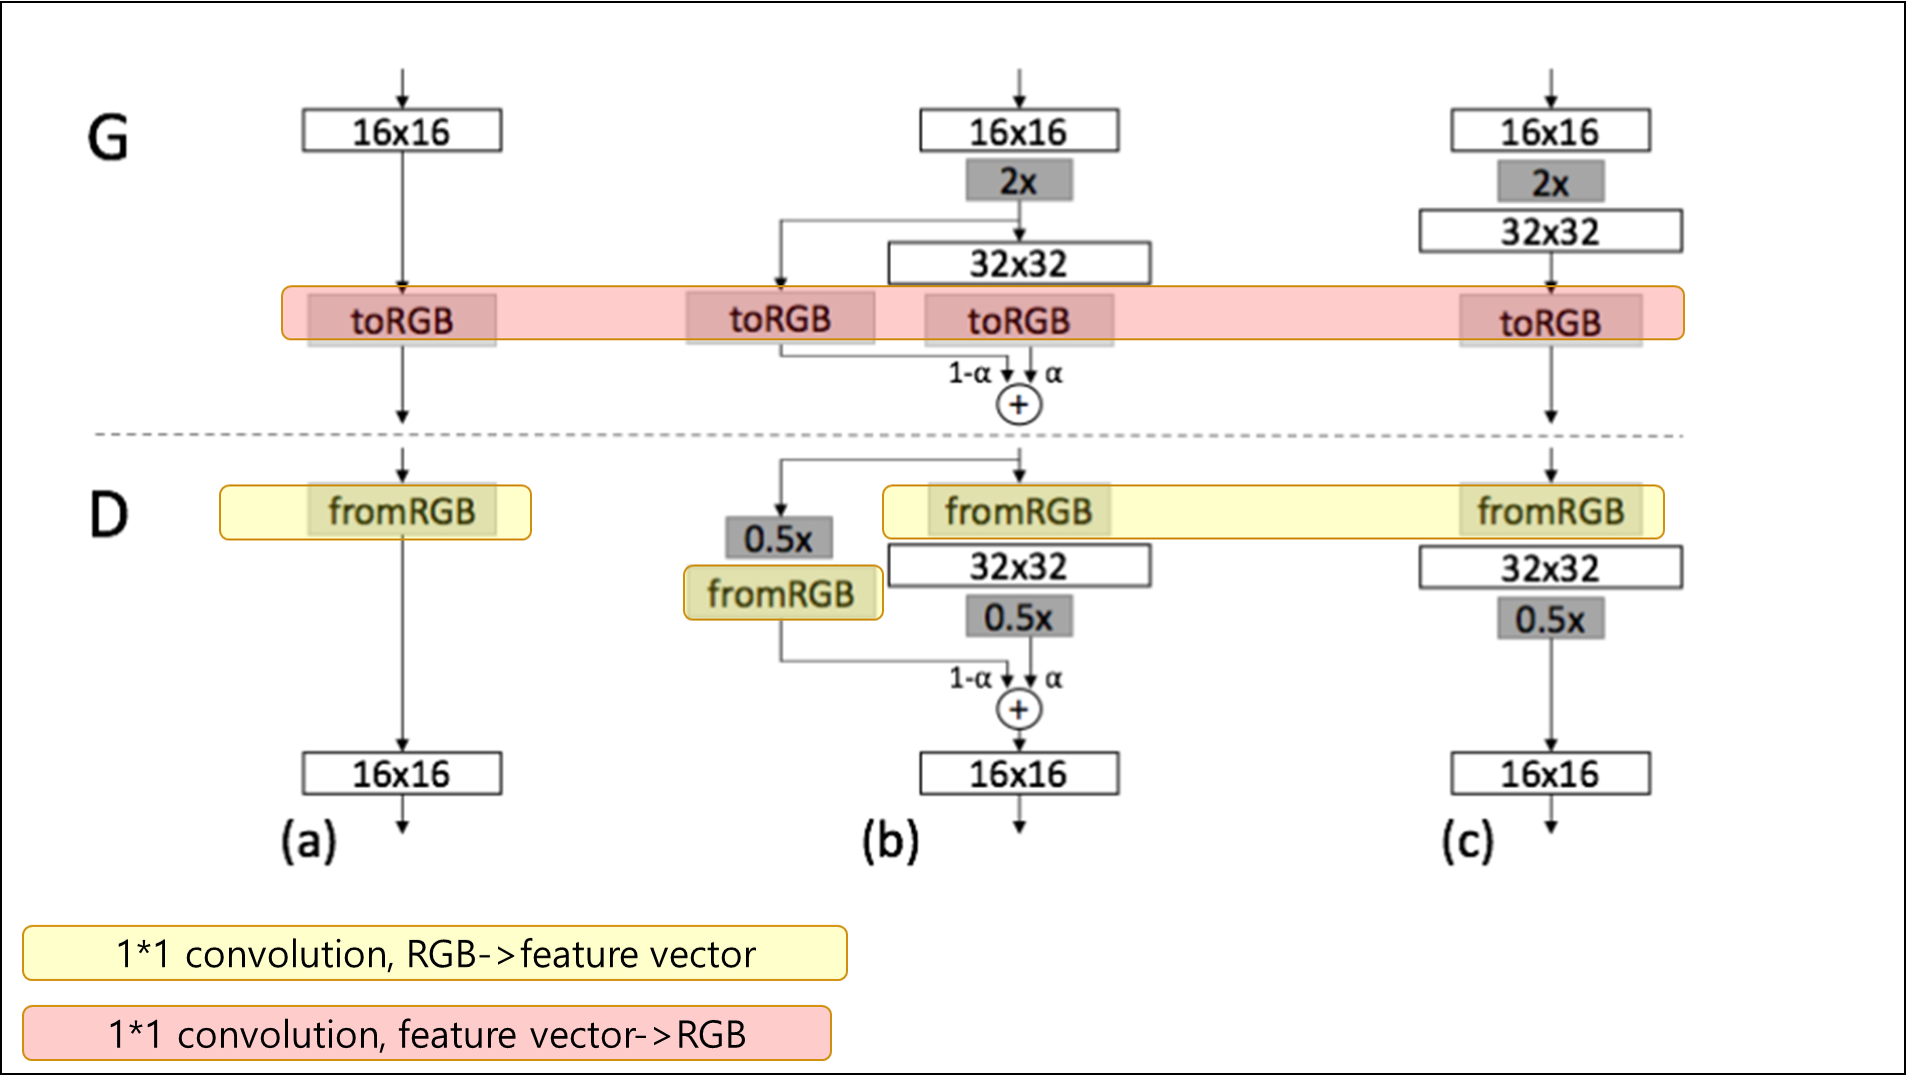 G
16x16
16x16
16x16
2x
2x
32x32
32x32
toRGB
toRGB
toRGB
toRGB
1-α
α
+
D
fromRGB
fromRGB
fromRGB
0.5x
32x32
32x32
fromRGB
0.5x
0.5x
1-α
α
+
16x16
16x16
16x16
(a)
(b)
(c)
1*1 convolution, RGB->feature vector
1*1 convolution, feature vector->RGB